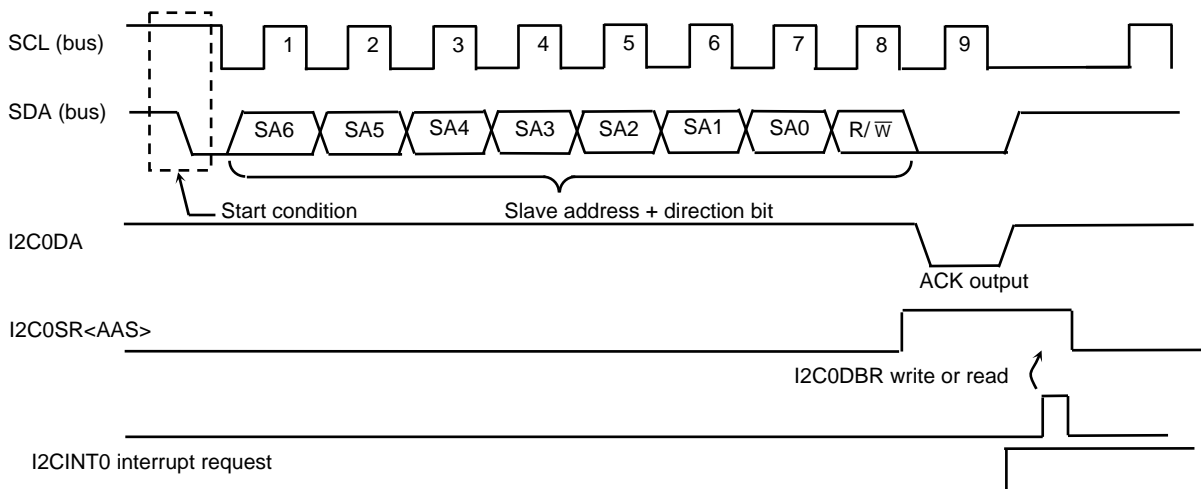 SCL (bus)
1 2 3 4 5 6 7 8 9
SDA (bus)
SA6 SA5 SA4 SA3 SA2 SA1 SA0 R/W̅
Start condition
Slave address + direction bit
I2C0DA
ACK output
I2C0SR<AAS>
I2C0DBR write or read
I2CINT0 interrupt request